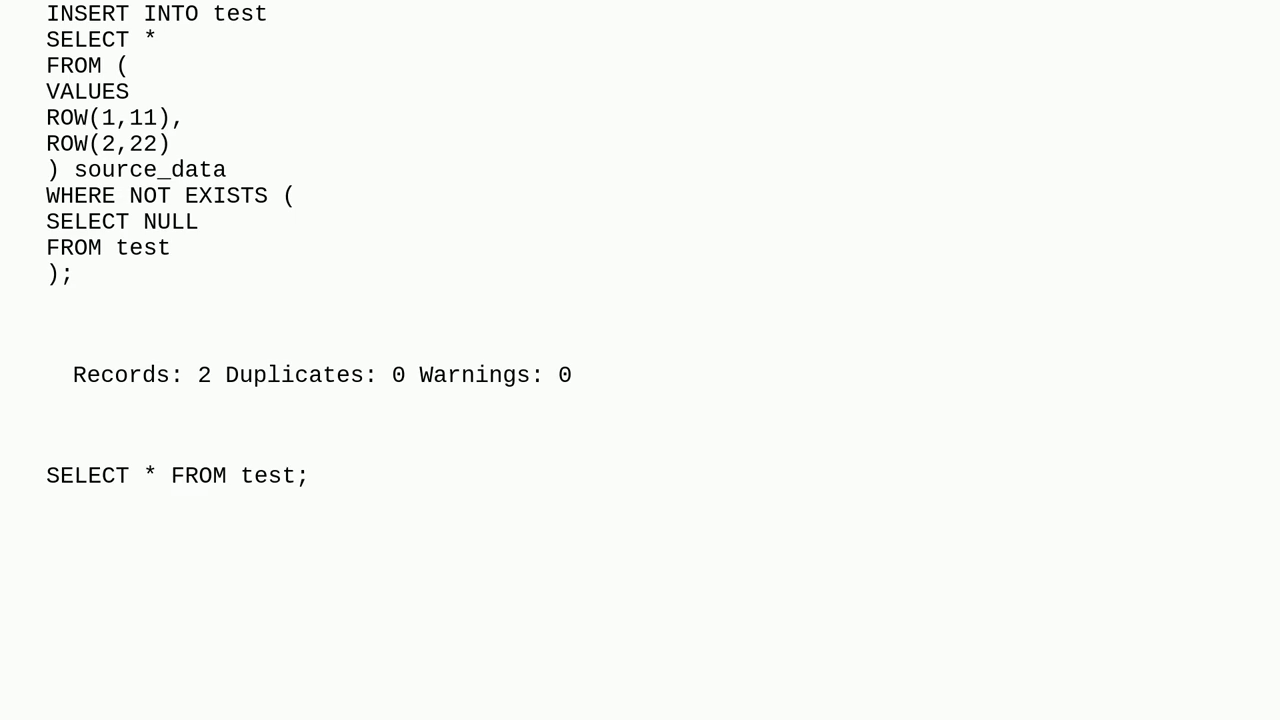 INSERT INTO test
SELECT *
FROM (
VALUES
ROW(1,11),
ROW(2,22)
) source_data
WHERE NOT EXISTS (
SELECT NULL
FROM test
);
Records: 2 Duplicates: 0 Warnings: 0
SELECT * FROM test;